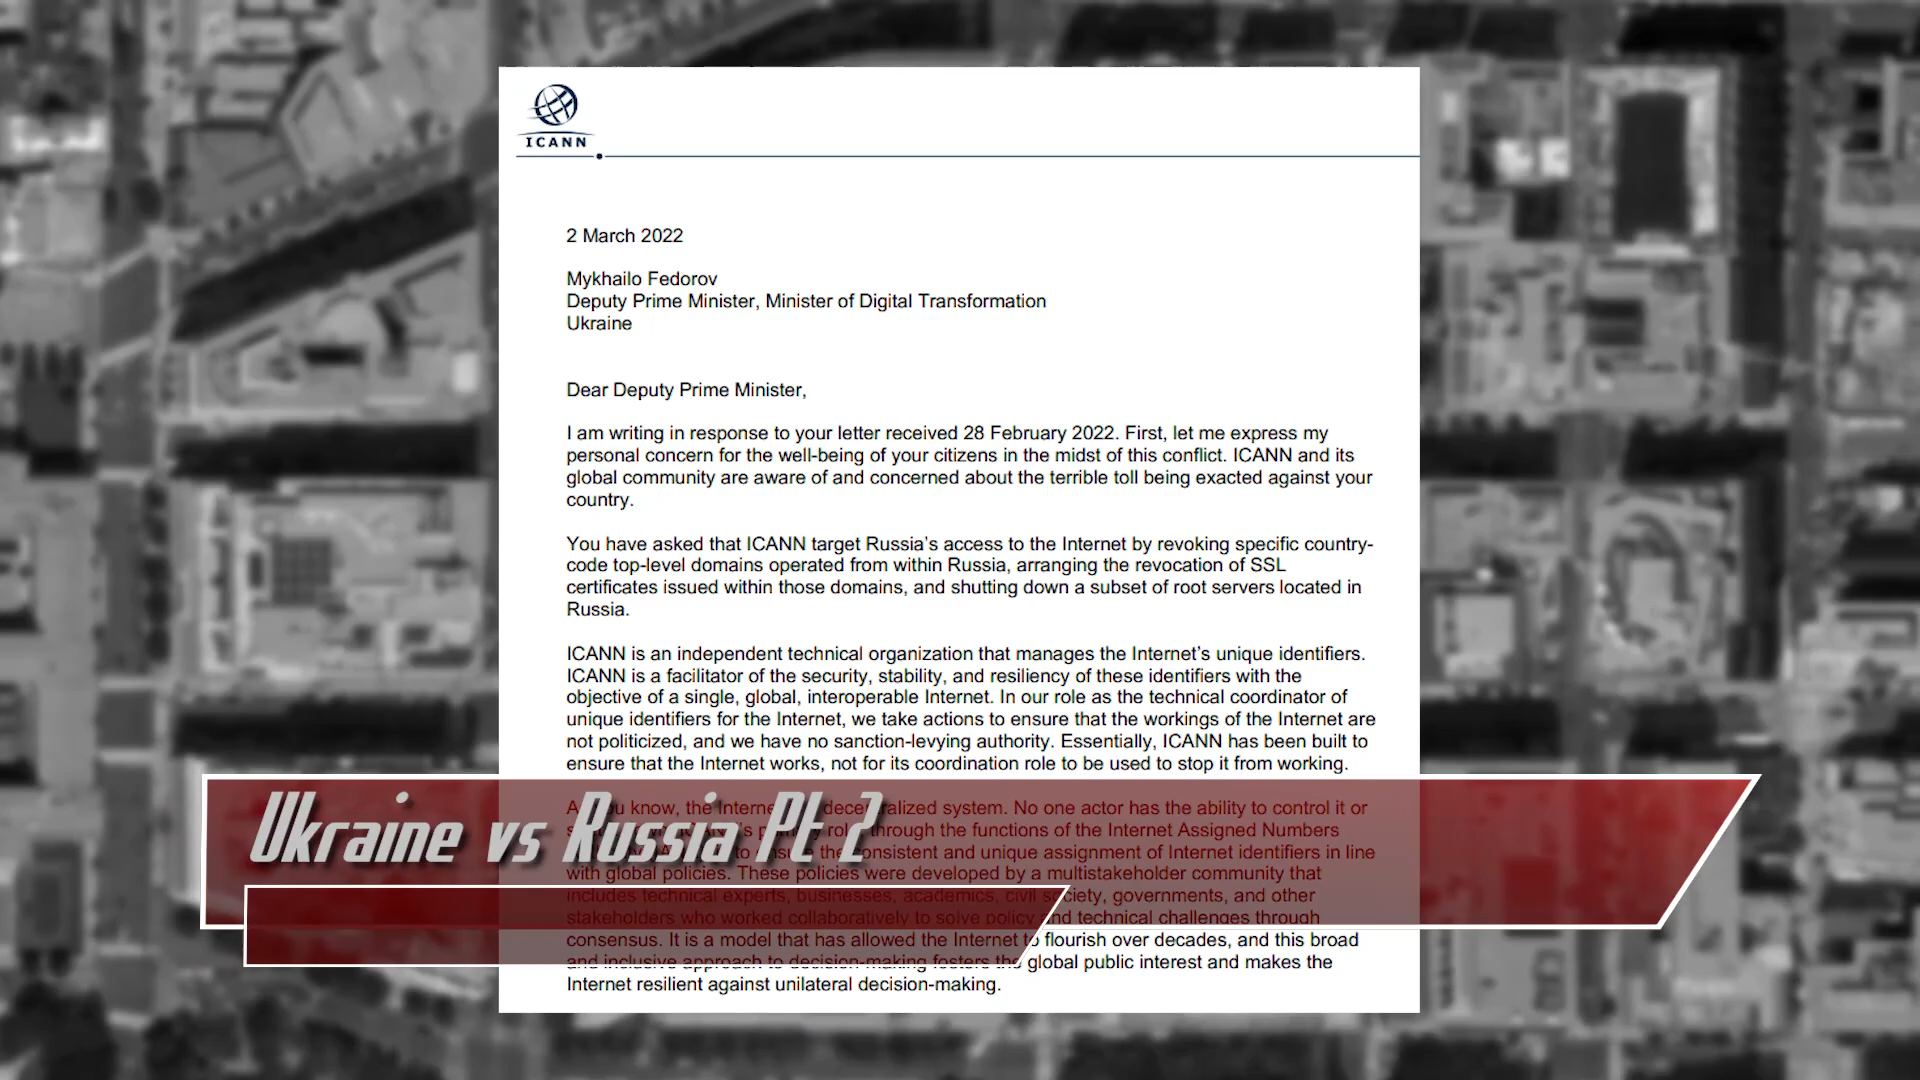 ICANN
2 March 2022
Mykhailo Fedorov
Deputy Prime Minister, Minister of Digital Transformation
Ukraine
Dear Deputy Prime Minister,
I am writing in response to your letter received 28 February 2022. First, let me express my
personal concern for the well-being of your citizens in the midst of this conflict. ICANN and its
global community are aware of and concerned about the terrible toll being exacted against your
country.
You have asked that ICANN target Russia's access to the Internet by revoking specific country-
code top-level domains operated from within Russia, arranging the revocation of SSL
certificates issued within those domains, and shutting down a subset of root servers located in
Russia.
ICANN is an independent technical organization that manages the Internet's unique identifiers.
ICANN is a facilitator of the security, stability, and resiliency of these identifiers with the
objective of a single, global, interoperable Internet. In our role as the technical coordinator of
unique identifiers for the Internet, we take actions to ensure that the workings of the Internet are
not politicized, and we have no sanction-levying authority. Essentially, ICANN has been built to
ensure that the Internet works, not for its coordination role to be used to stop it from working.
know, the system. No one actor has the ability to control it or
through the functions of the Internet Assigned Numbers
consistent and unique assignment of Internet identifiers in line
with global policies. These policies were developed by a multistakeholder community that
includes technical experts, businesses, academics, civil society, governments, and other
stakeholders who worked collaboratively to solve policy and technical challenges through
consensus. It is a model that has allowed the Internet to flourish over decades, and this broad
and inclusive approach to decision-making fosters the global public interest and makes the
Internet resilient against unilateral decision-making.
Ukraine vs Russia Pt 2